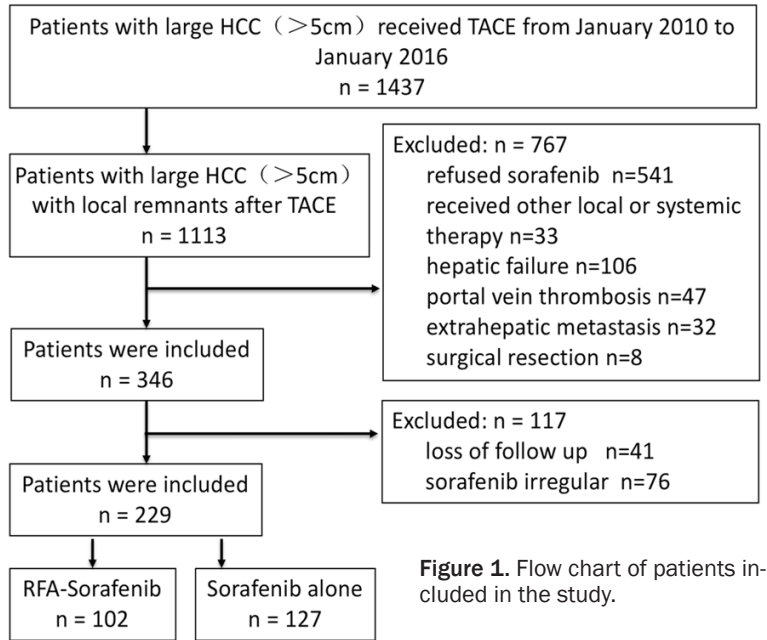 Patients with large HCC（>5cm）received TACE from January 2010 to
January 2016
n = 1437
Patients with large HCC（>5cm）
with local remnants after TACE
n = 1113
Excluded: n = 767
refused sorafenib n=541
received other local or systemic
therapy n=33
hepatic failure n=106
portal vein thrombosis n=47
extrahepatic metastasis n=32
surgical resection n=8
Patients were included
n = 346
Excluded: n = 117
loss of follow up n=41
sorafenib irregular n=76
Patients were included
n = 229
RFA-Sorafenib
n = 102
Sorafenib alone
n = 127
Figure 1. Flow chart of patients in-
cluded in the study.